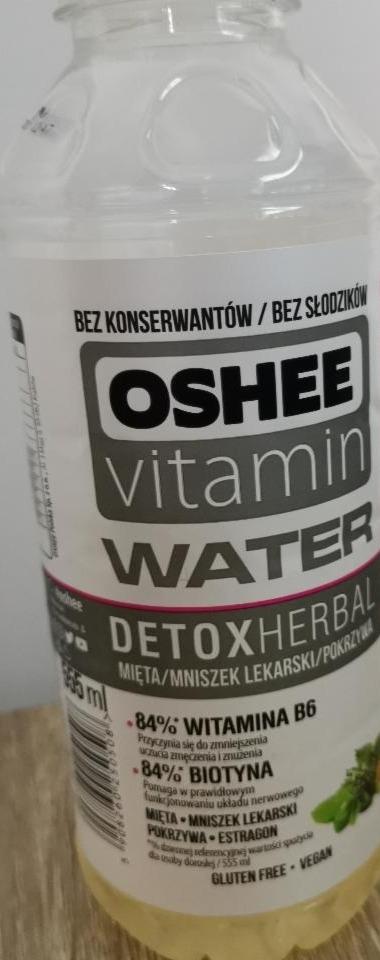 BEZ KONSERWANTÓW / BEZ SŁODZIKÓW
OSHEE
vitamin
WATER
oshee
DETOXHERBAL
MIĘTA/MNISZEK LEKARSKI/POKRZYWA
555 ml
• 84%* WITAMINA B6
Przyczynia się do zmniejszenia
uczucia zmęczenia i znużenia
• 84%* BIOTYNA
Pomaga w prawidłowym
funkcjonowaniu układu nerwowego
MIĘTA • MNISZEK LEKARSKI
POKRZYWA • ESTRAGON
*% dziennej referencyjnej wartości spożycia
dla osoby dorosłej / 555 ml
GLUTEN FREE • VEGAN